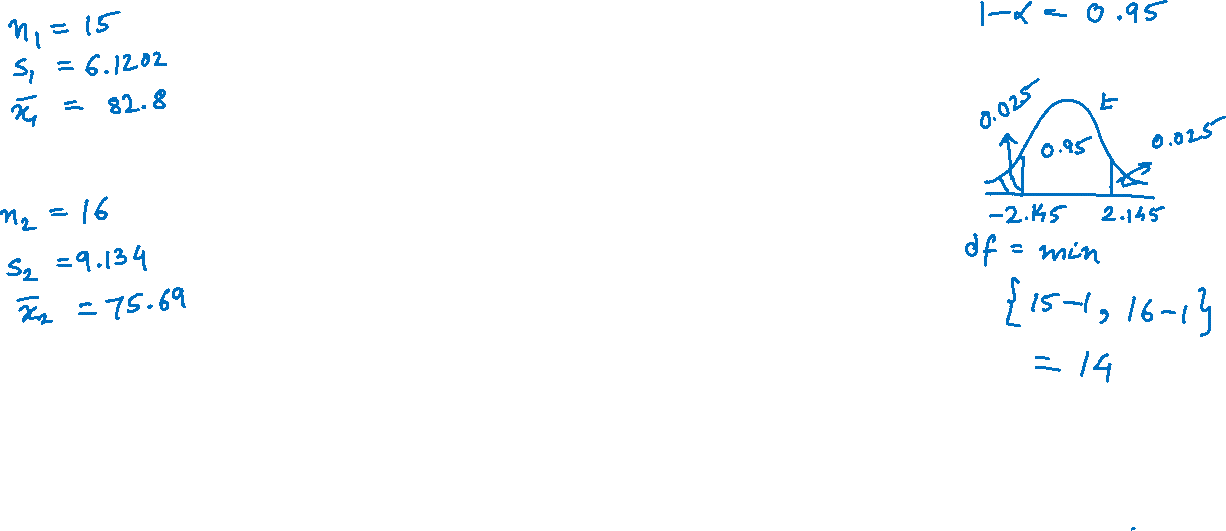 n₁ = 15
s₁ = 6.1202
x̄₁ = 82.8
n₂ = 16
s₂ = 9.134
x̄₂ = 75.69
1-α = 0.95
0.025
t
0.95
0.025
-2.145 2.145
df = min
{15-1, 16-1}
= 14